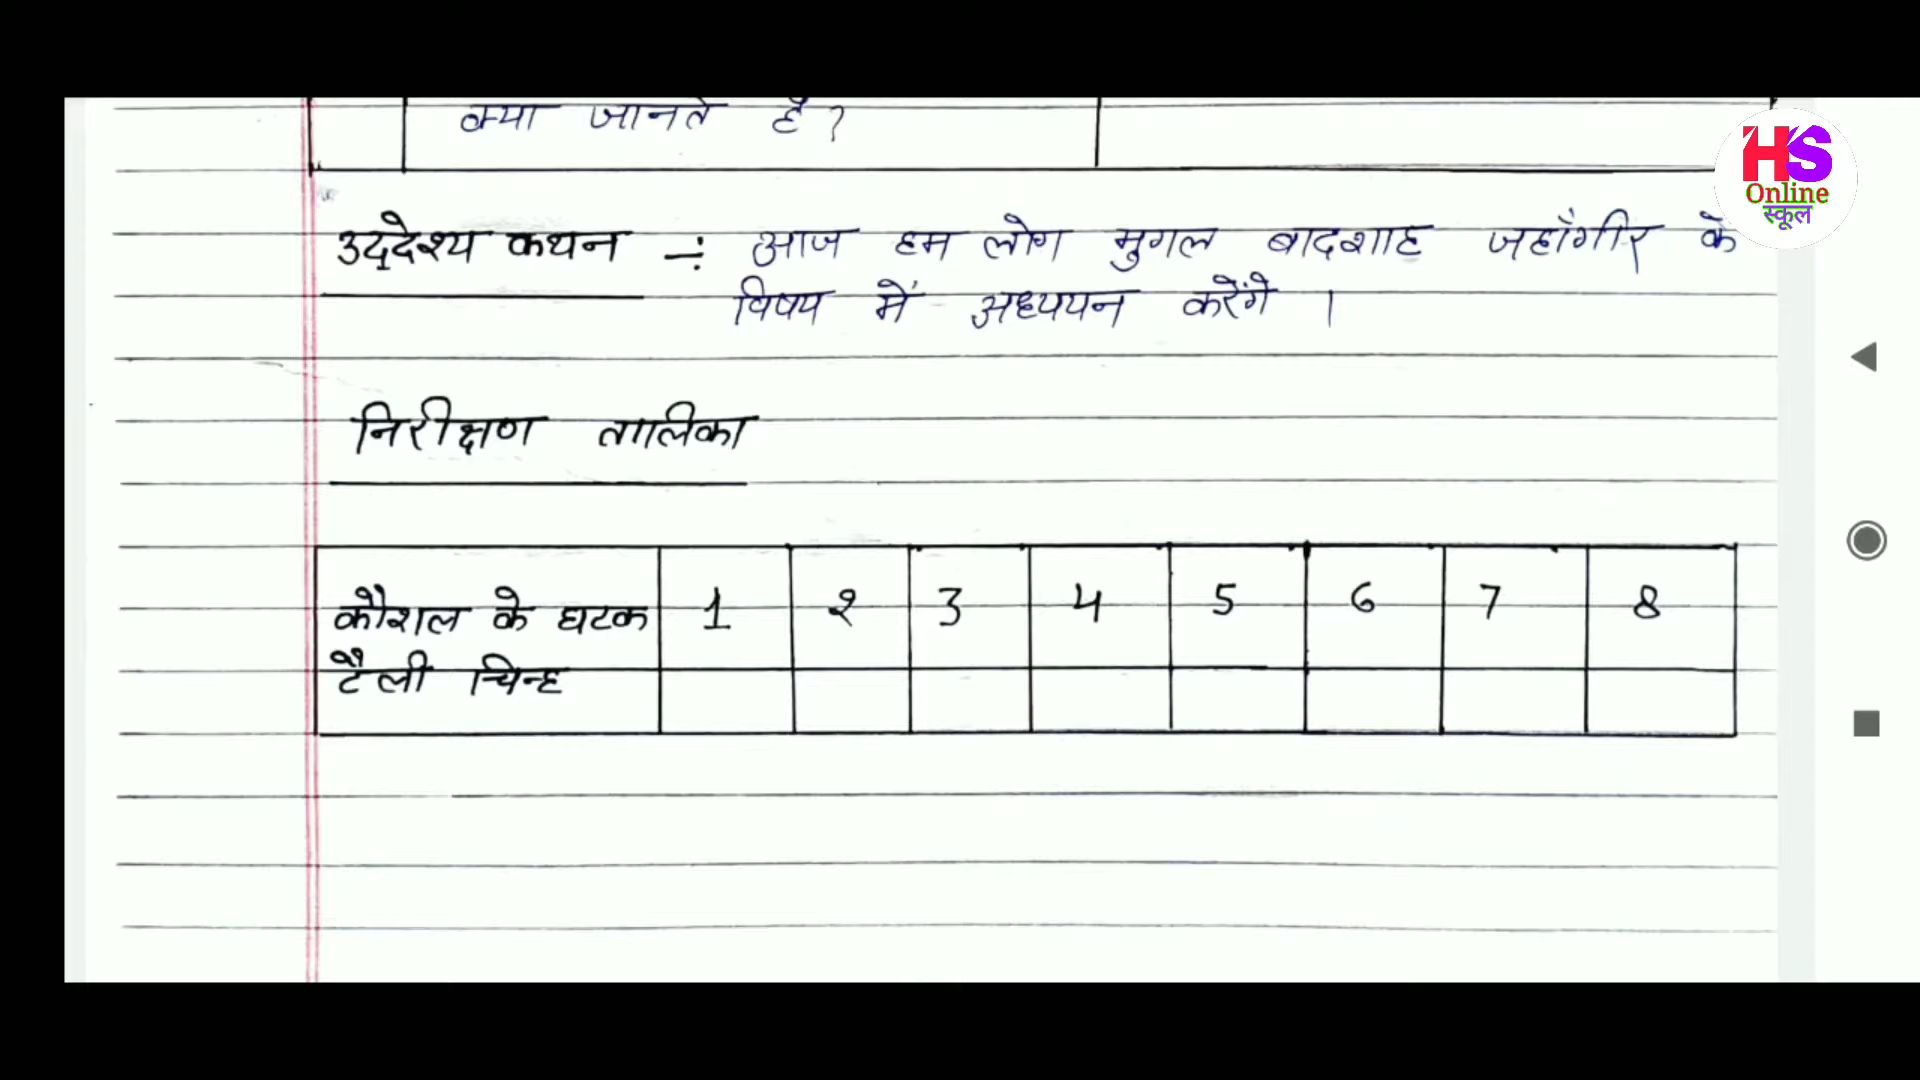 क्या जानते है?
HS
Online
स्कूल
उद्देश्य कथन ÷ आज हम लोग मुगल बादशाह जहाँगीर के
विषय में अध्ययन करेंगे ।
निरीक्षण तालिका
कौशल के घटक 1 २ 3 4 5 6 7 8
टैली चिन्ह